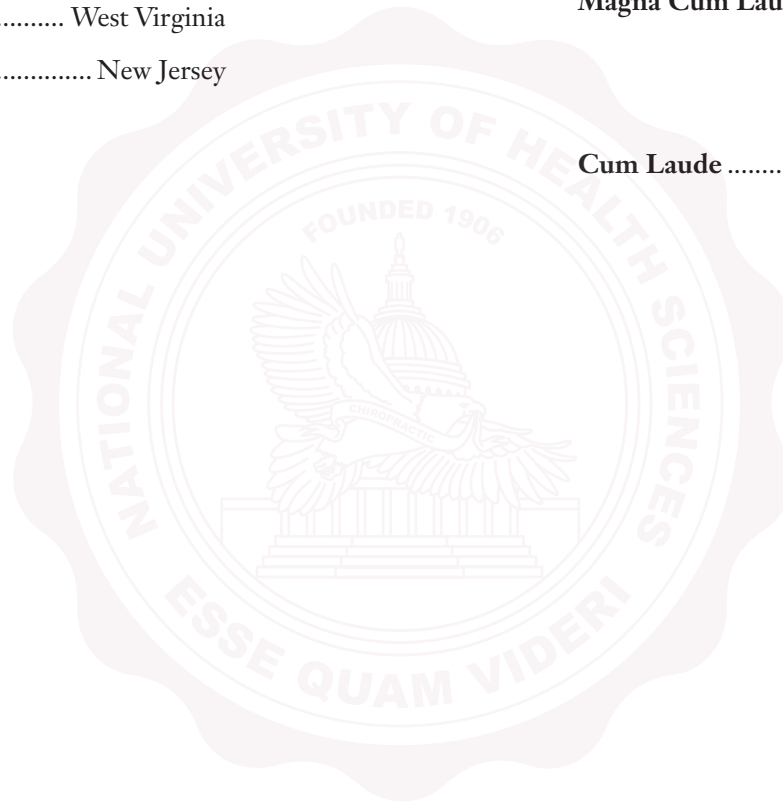 .......... West Virginia
.............. New Jersey
Magna Cum Lau
Cum Laude ........
NATIONAL UNIVERSITY OF HEALTH SCIENCES
FOUNDED 1906
CHIROPRACTIC
ESSE QUAM VIDERI